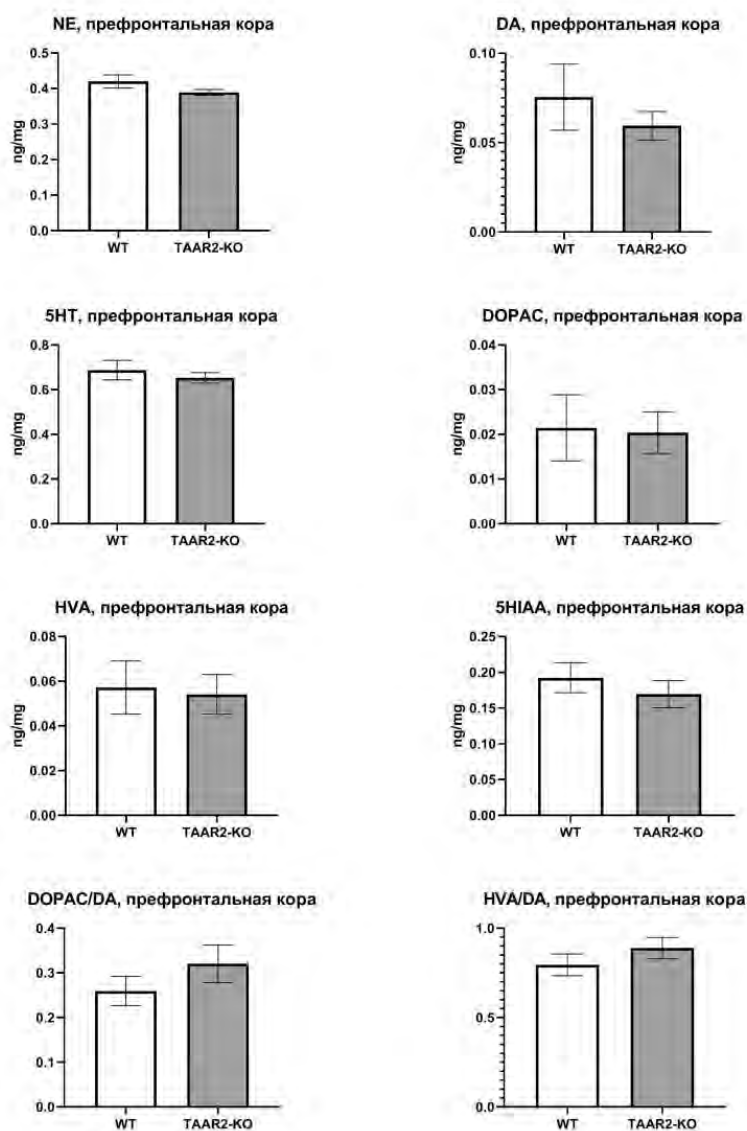 NE, префронтальная кора
0.5
0.4
0.3
0.2
0.1
0.0
ng/mg
WT TAAR2-KO
DA, префронтальная кора
0.10
0.05
0.00
ng/mg
WT TAAR2-KO
5HT, префронтальная кора
0.8
0.6
0.4
0.2
0.0
ng/mg
WT TAAR2-KO
DOPAC, префронтальная кора
0.04
0.03
0.02
0.01
0.00
ng/mg
WT TAAR2-KO
HVA, префронтальная кора
0.08
0.06
0.04
0.02
0.00
ng/mg
WT TAAR2-KO
5HIAA, префронтальная кора
0.25
0.20
0.15
0.10
0.05
0.00
ng/mg
WT TAAR2-KO
DOPAC/DA, префронтальная кора
0.4
0.3
0.2
0.1
0.0
WT TAAR2-KO
HVA/DA, префронтальная кора
1.0
0.5
0.0
WT TAAR2-KO